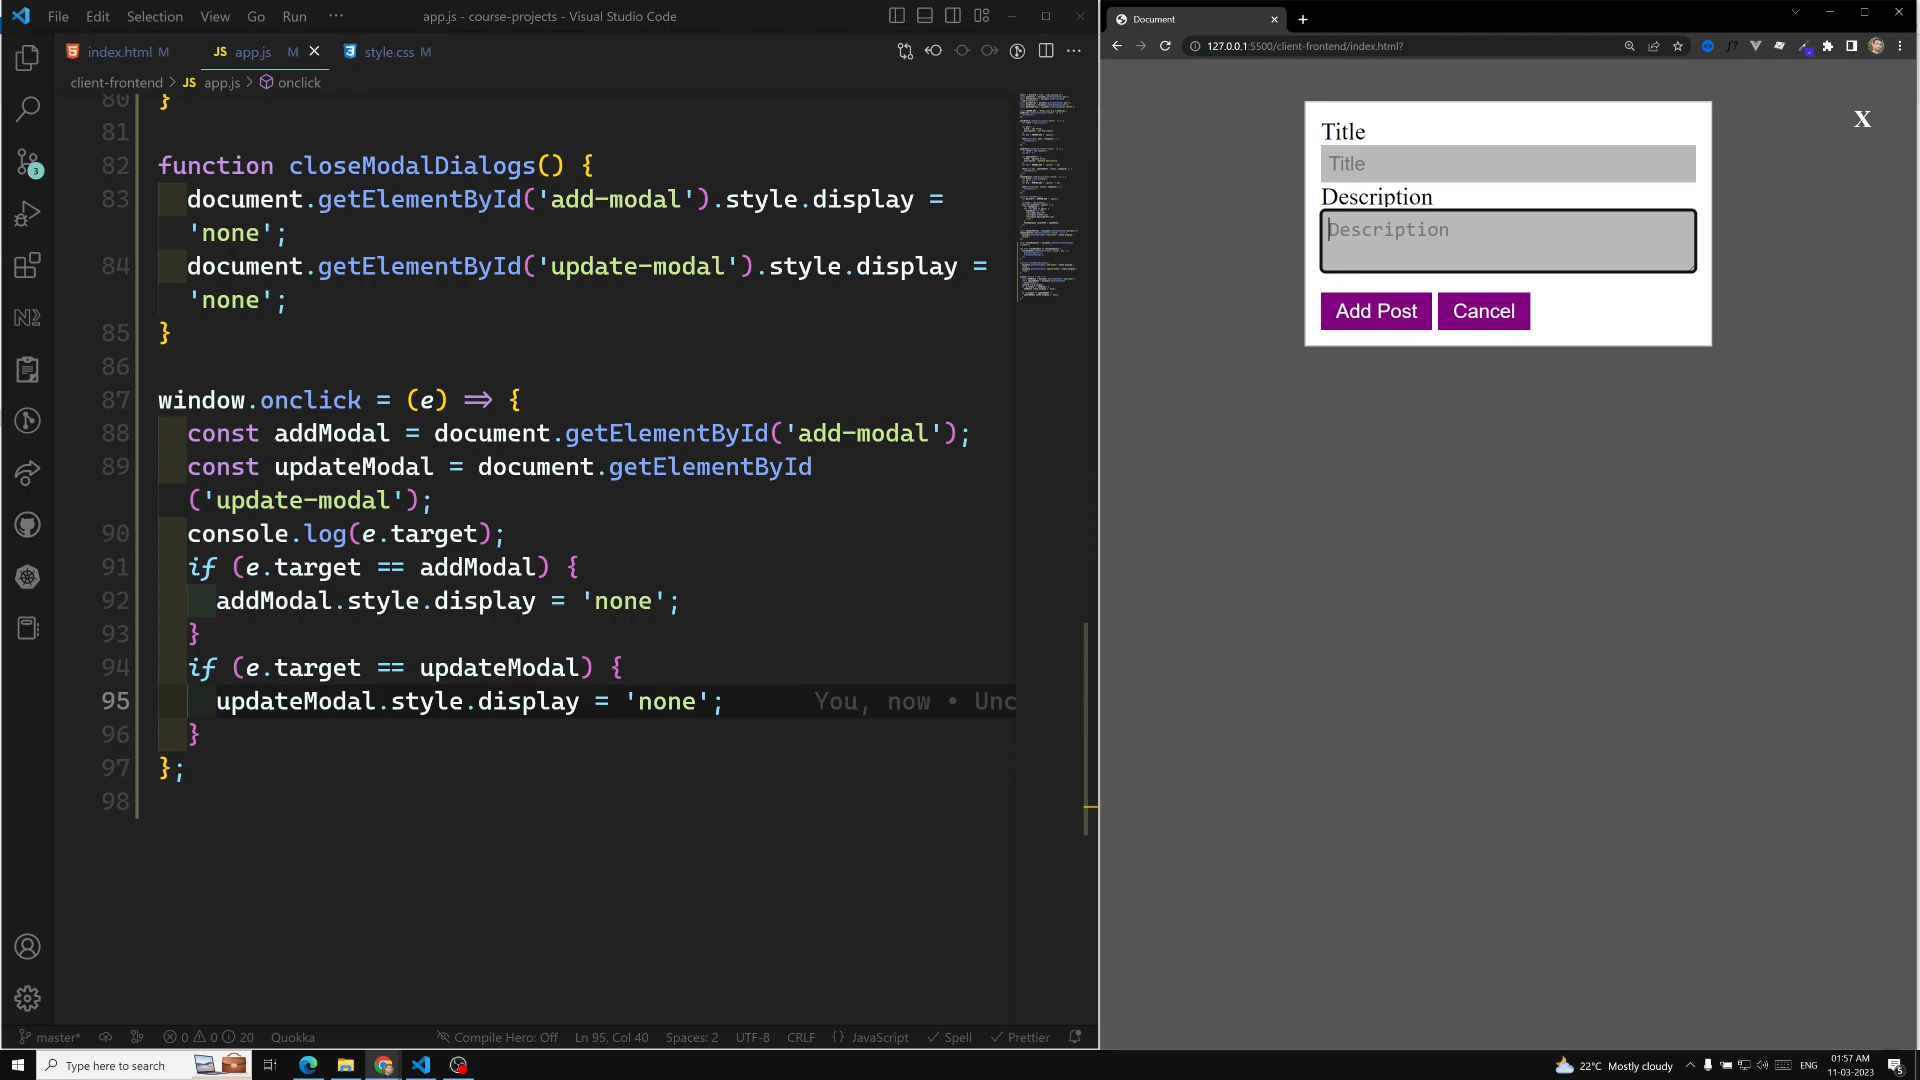 File Edit Selection View Go Run ··· app.js - course-projects - Visual Studio Code
index.html M JS app.js M style.css M
client-frontend > JS app.js > onclick
80 }
81
82 function closeModalDialogs() {
83 document.getElementById('add-modal').style.display =
'none';
84 document.getElementById('update-modal').style.display =
'none';
85 }
86
87 window.onclick = (e) => {
88 const addModal = document.getElementById('add-modal');
89 const updateModal = document.getElementById
('update-modal');
90 console.log(e.target);
91 if (e.target == addModal) {
92 addModal.style.display = 'none';
93 }
94 if (e.target == updateModal) {
95 updateModal.style.display = 'none'; You, now • Unc
96 }
97 };
98
3
master* 0 0 20 Quokka Compile Hero: Off Ln 95, Col 40 Spaces: 2 UTF-8 CRLF {} JavaScript Spell Prettier
Document
127.0.0.1:5500/client-frontend/index.html?
X
Title
Title
Description
Description
Add Post Cancel
Type here to search
22°C Mostly cloudy ENG 01:57 AM
11-03-2023 5